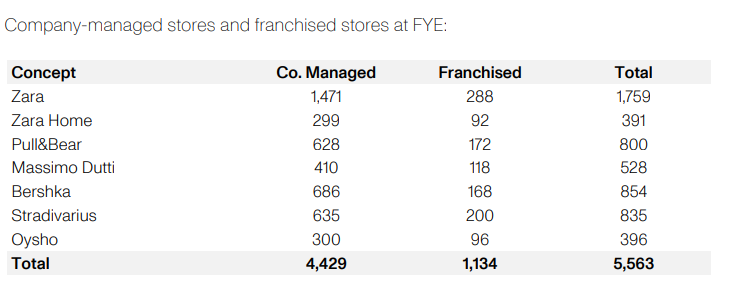 Company-managed stores and franchised stores at FYE:
Concept Co. Managed Franchised Total
Zara 1,471 288 1,759
Zara Home 299 92 391
Pull&Bear 628 172 800
Massimo Dutti 410 118 528
Bershka 686 168 854
Stradivarius 635 200 835
Oysho 300 96 396
Total 4,429 1,134 5,563